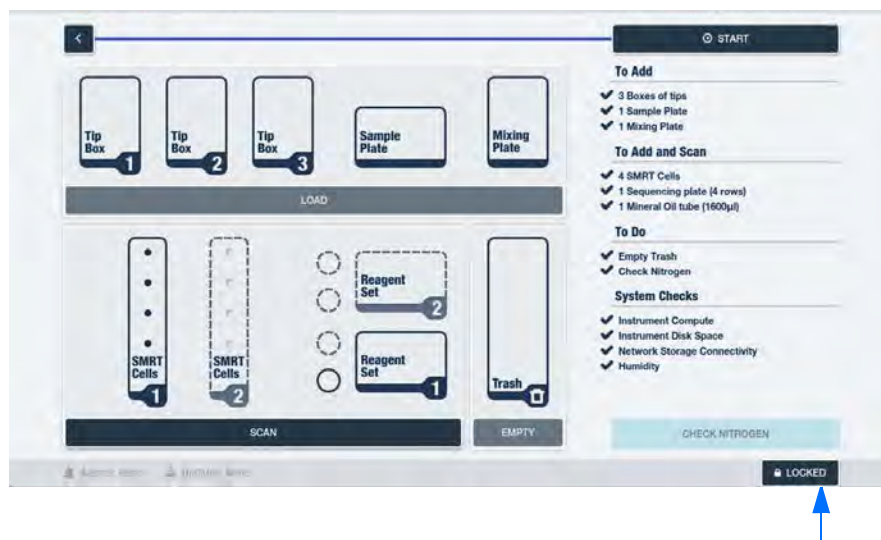 START
To Add
3 Boxes of tips
1 Sample Plate
1 Mixing Plate
To Add and Scan
4 SMRT Cells
1 Sequencing plate (4 rows)
1 Mineral Oil tube (1600µl)
To Do
Empty Trash
Check Nitrogen
System Checks
Instrument Compute
Instrument Disk Space
Network Storage Connectivity
Humidity
Tip
Box
1
Tip
Box
2
Tip
Box
3
Sample
Plate
Mixing
Plate
LOAD
SMRT
Cells
1
SMRT
Cells
2
Reagent
Set
2
Reagent
Set
1
Trash
SCAN
EMPTY
CHECK NITROGEN
LOCKED